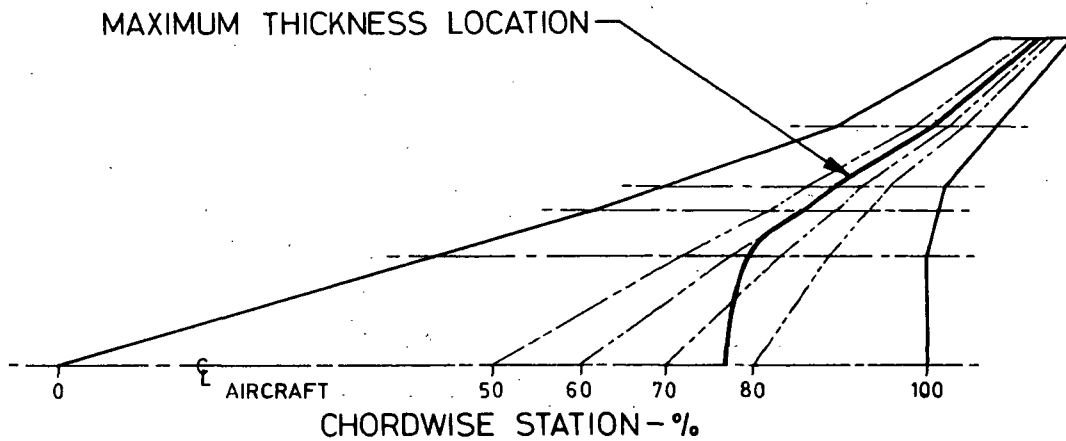 MAXIMUM THICKNESS LOCATION
℄ AIRCRAFT
0 50 60 70 80 100
CHORDWISE STATION-%